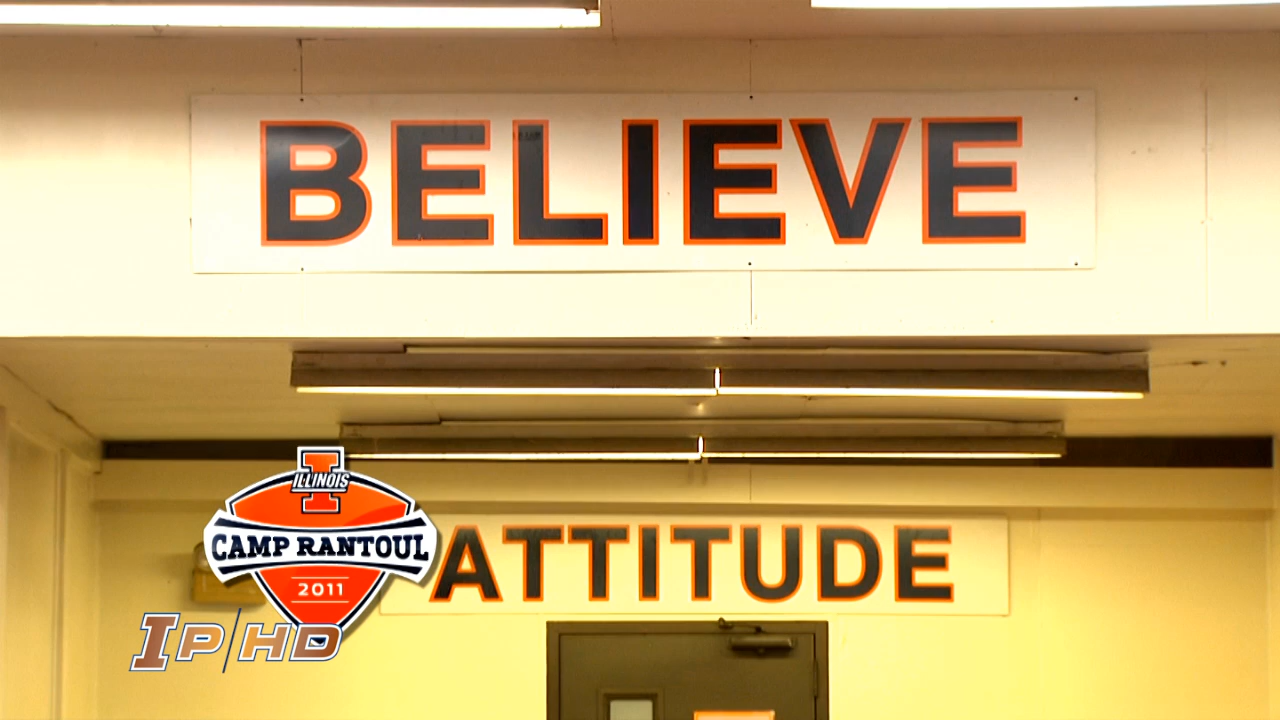 BELIEVE
ATTITUDE
I
ILLINOIS
CAMP RANTOUL
2011
IP/HD